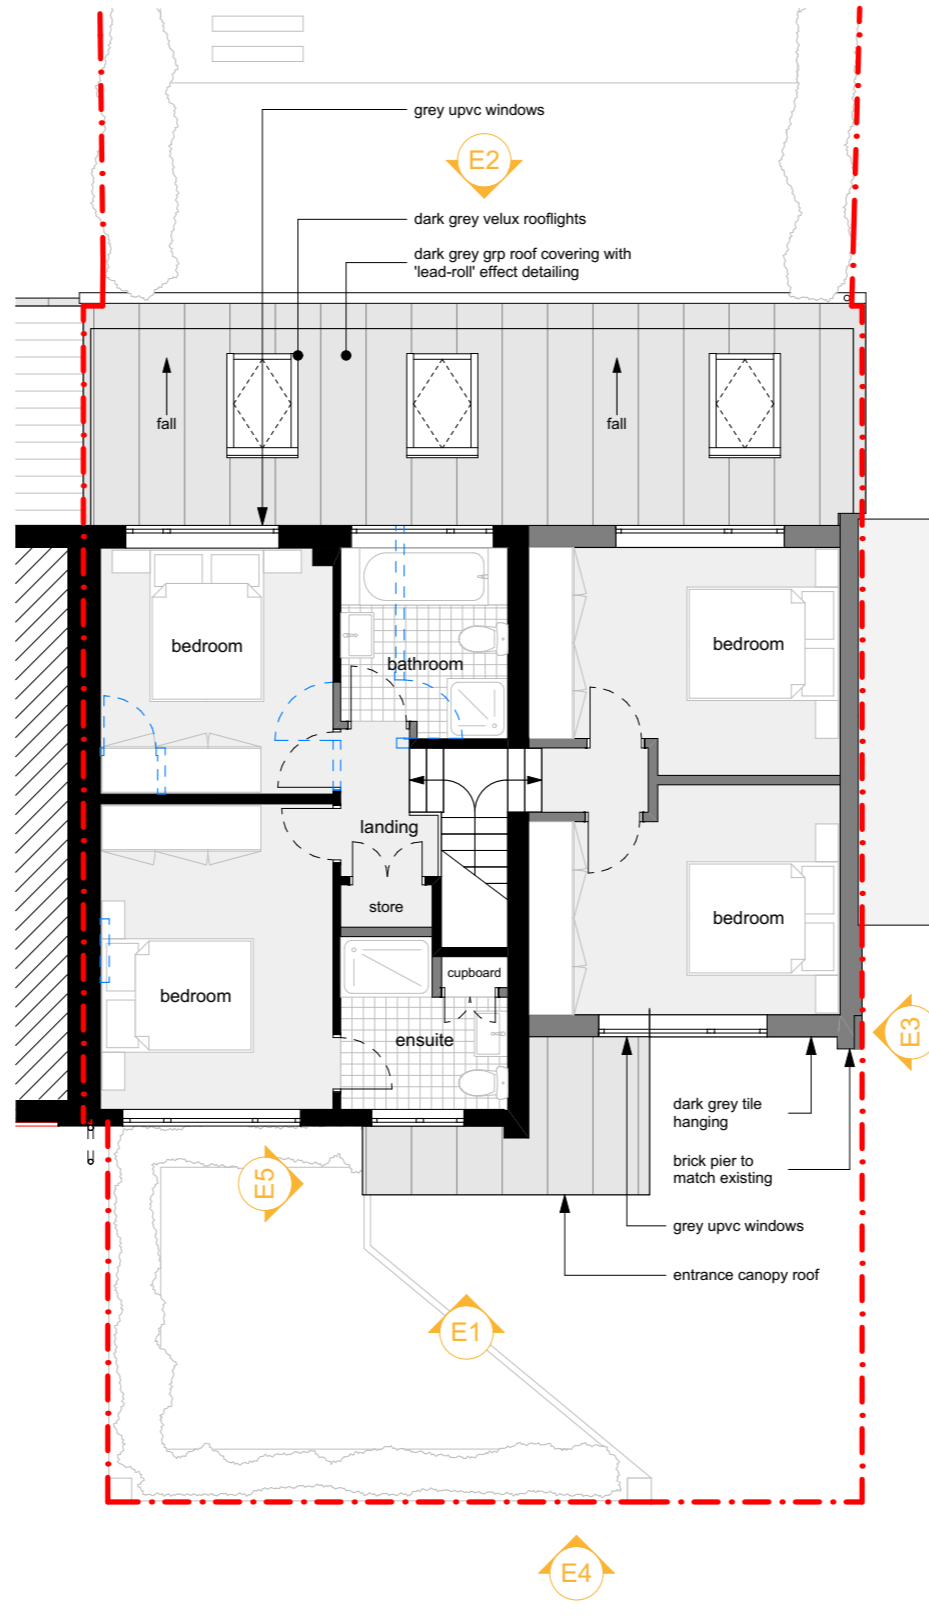 grey upvc windows
E2
dark grey velux rooflights
dark grey grp roof covering with
'lead-roll' effect detailing
fall
fall
bedroom
bathroom
bedroom
landing
store
bedroom
cupboard
bedroom
ensuite
E3
dark grey tile
hanging
brick pier to
match existing
E5
grey upvc windows
entrance canopy roof
E1
E4